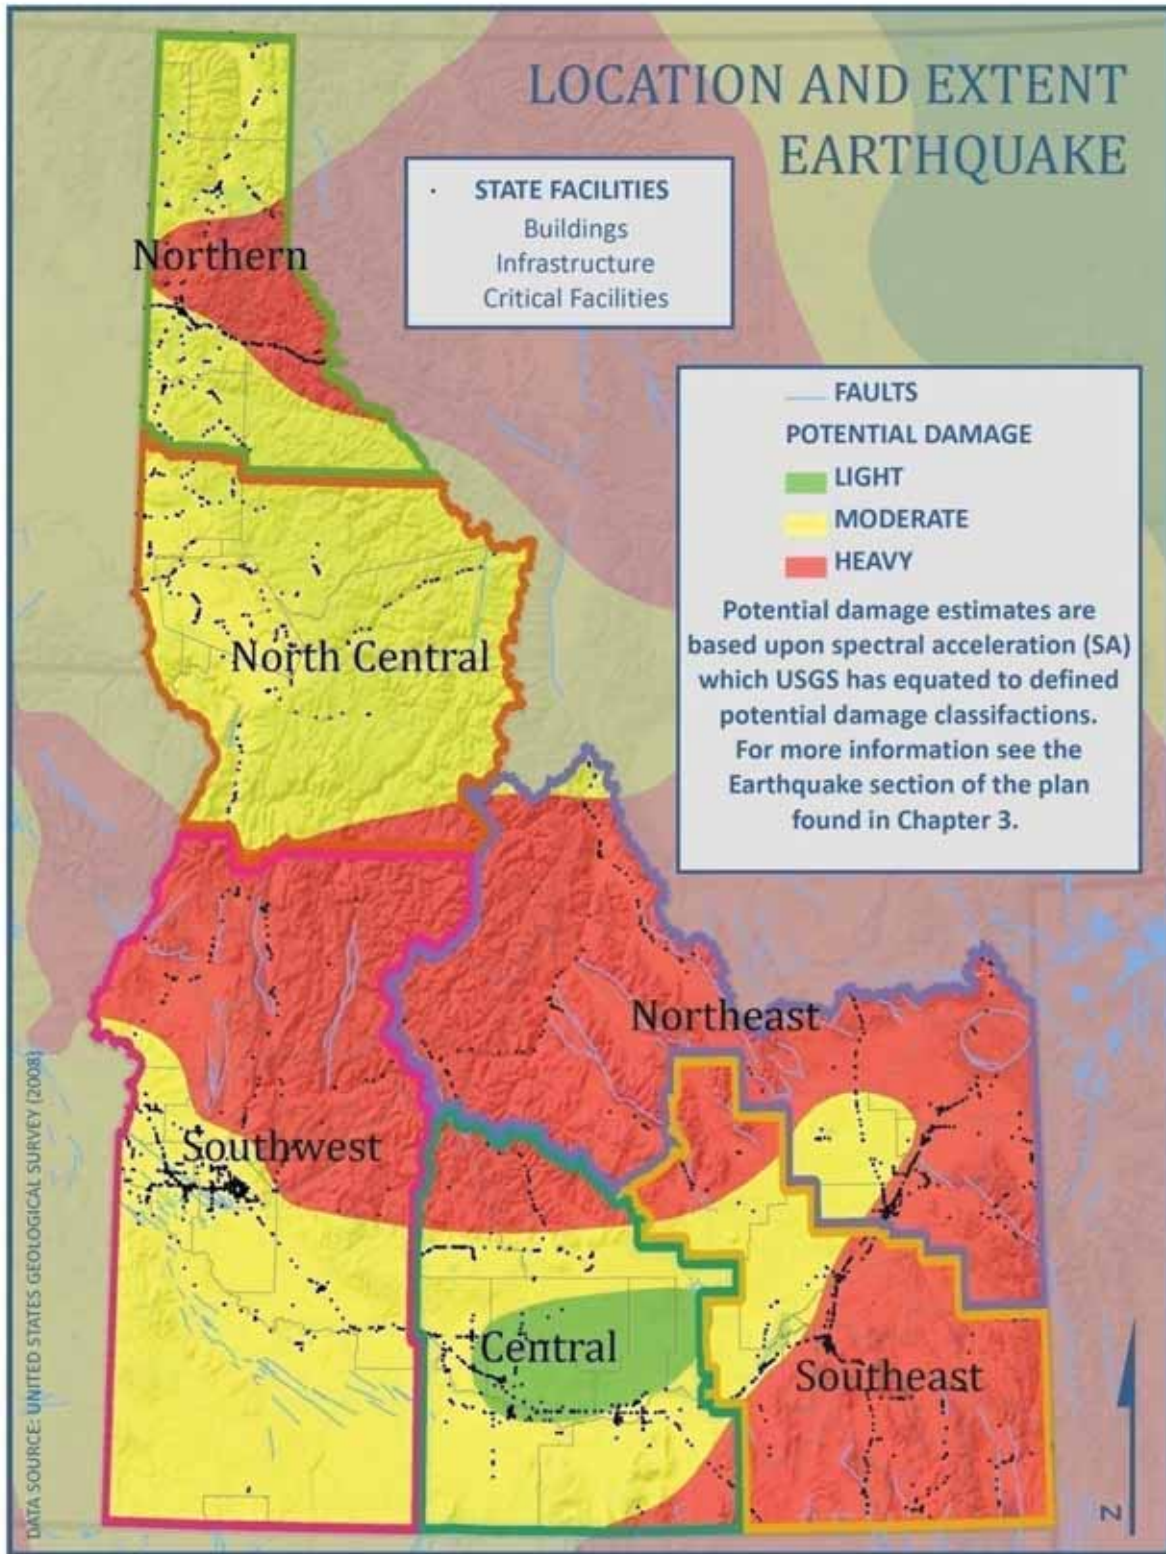 LOCATION AND EXTENT
EARTHQUAKE
STATE FACILITIES
Buildings
Infrastructure
Critical Facilities
Northern
FAULTS
POTENTIAL DAMAGE
LIGHT
MODERATE
HEAVY
Potential damage estimates are
based upon spectral acceleration (SA)
which USGS has equated to defined
potential damage classifactions.
For more information see the
Earthquake section of the plan
found in Chapter 3.
North Central
Northeast
Southwest
Central
Southeast
DATA SOURCE: UNITED STATES GEOLOGICAL SURVEY (2008)
N